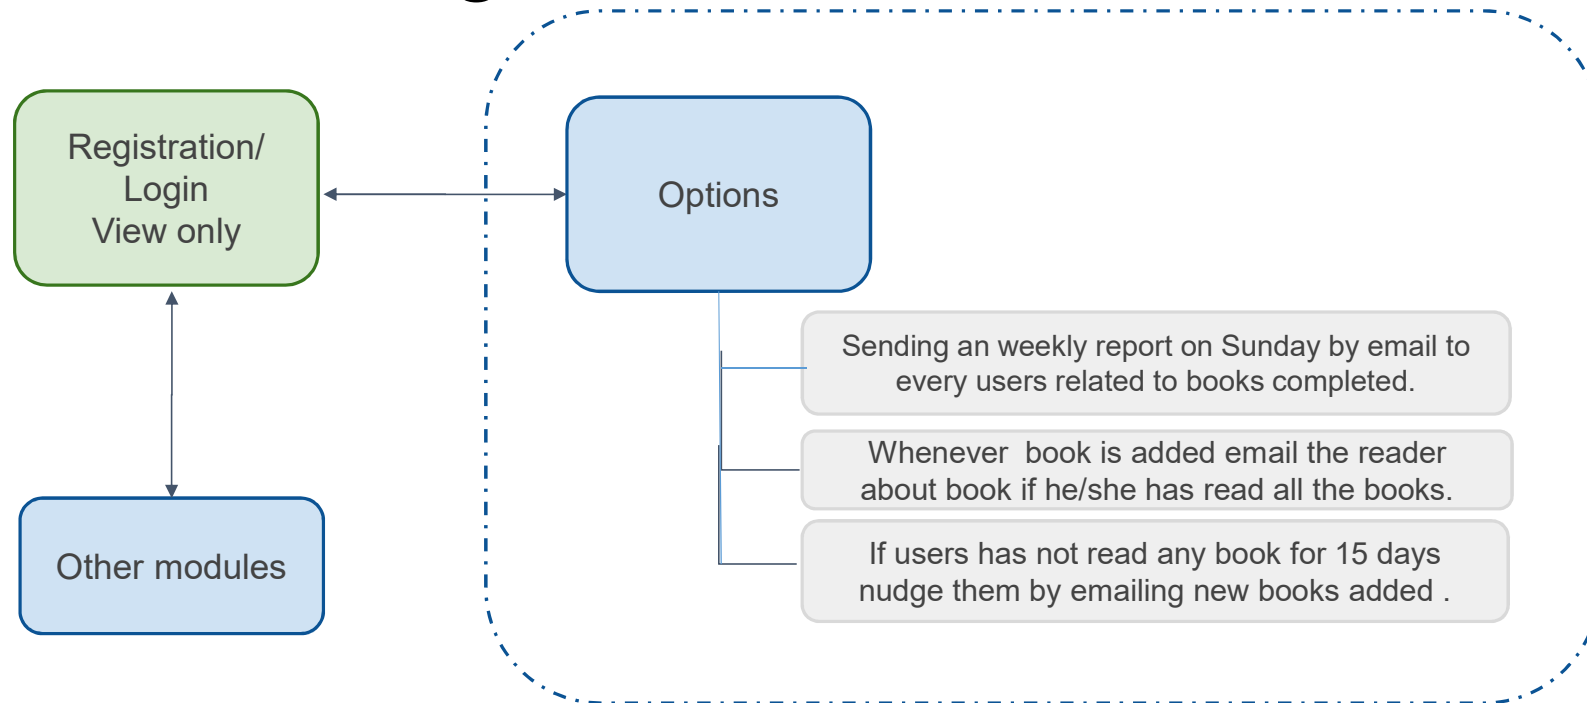 Registration/
Login
View only
Options
Sending an weekly report on Sunday by email to
every users related to books completed.
Whenever  book is added email the reader
about book if he/she has read all the books.
If users has not read any book for 15 days
nudge them by emailing new books added .
Other modules